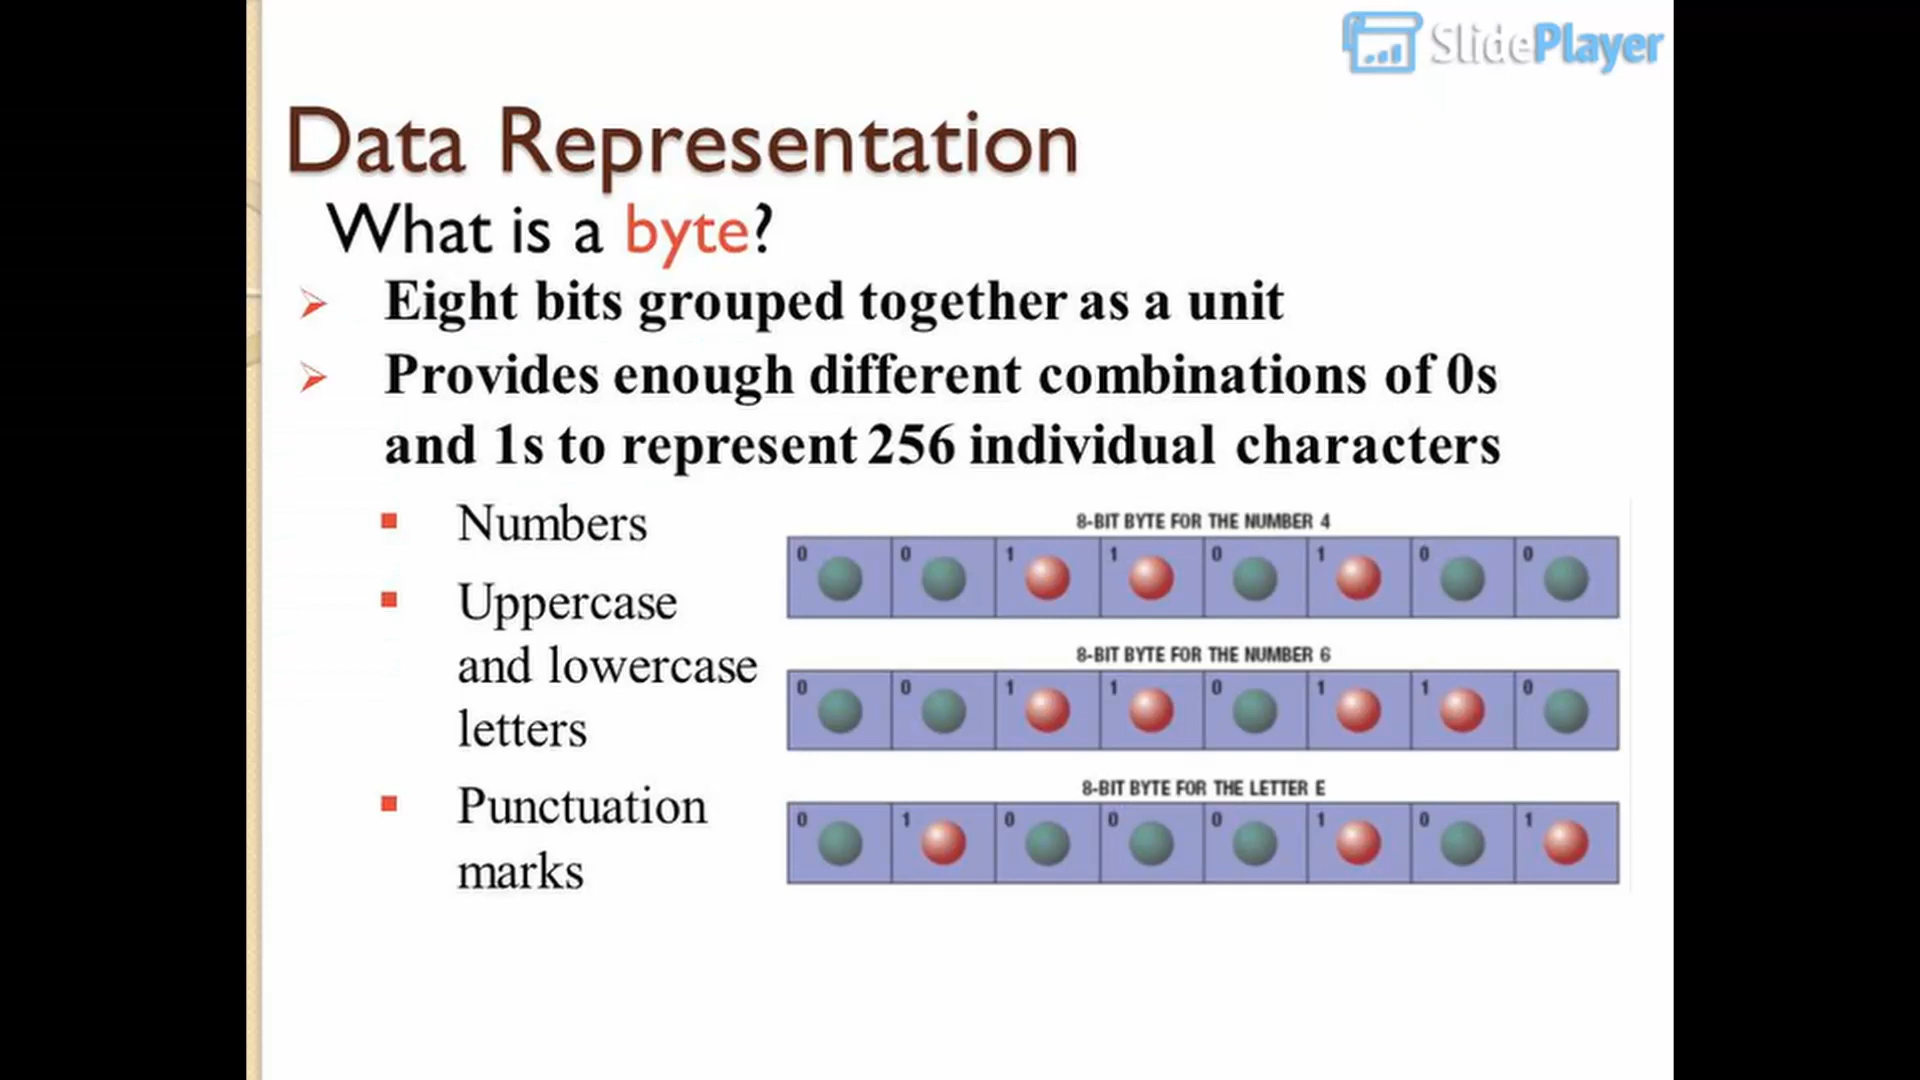 SlidePlayer
Data Representation
What is a byte?
Eight bits grouped together as a unit
Provides enough different combinations of 0s
and 1s to represent 256 individual characters
Numbers
Uppercase
and lowercase
letters
Punctuation
marks
8-BIT BYTE FOR THE NUMBER 4
0 0 1 1 0 1 0 0
8-BIT BYTE FOR THE NUMBER 6
0 0 1 1 0 1 1 0
8-BIT BYTE FOR THE LETTER E
0 1 0 0 0 1 0 1